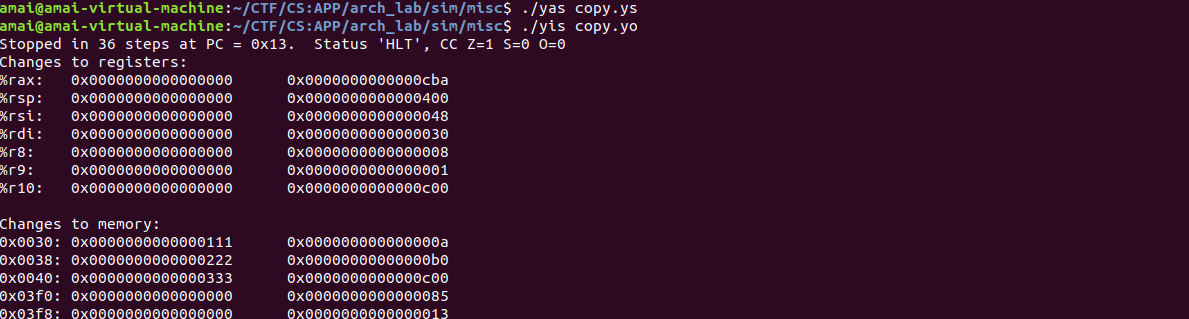 amai@amai-virtual-machine:~/CTF/CS:APP/arch_lab/sim/misc$ ./yas copy.ys
amai@amai-virtual-machine:~/CTF/CS:APP/arch_lab/sim/misc$ ./yis copy.yo
Stopped in 36 steps at PC = 0x13.  Status 'HLT', CC Z=1 S=0 O=0
Changes to registers:
%rax:   0x0000000000000000      0x0000000000000cba
%rsp:   0x0000000000000000      0x0000000000000400
%rsi:   0x0000000000000000      0x0000000000000048
%rdi:   0x0000000000000000      0x0000000000000030
%r8:    0x0000000000000000      0x0000000000000008
%r9:    0x0000000000000000      0x0000000000000001
%r10:   0x0000000000000000      0x0000000000000c00
Changes to memory:
0x0030: 0x0000000000000111      0x000000000000000a
0x0038: 0x0000000000000222      0x00000000000000b0
0x0040: 0x0000000000000333      0x0000000000000c00
0x03f0: 0x0000000000000000      0x0000000000000085
0x03f8: 0x0000000000000000      0x0000000000000013